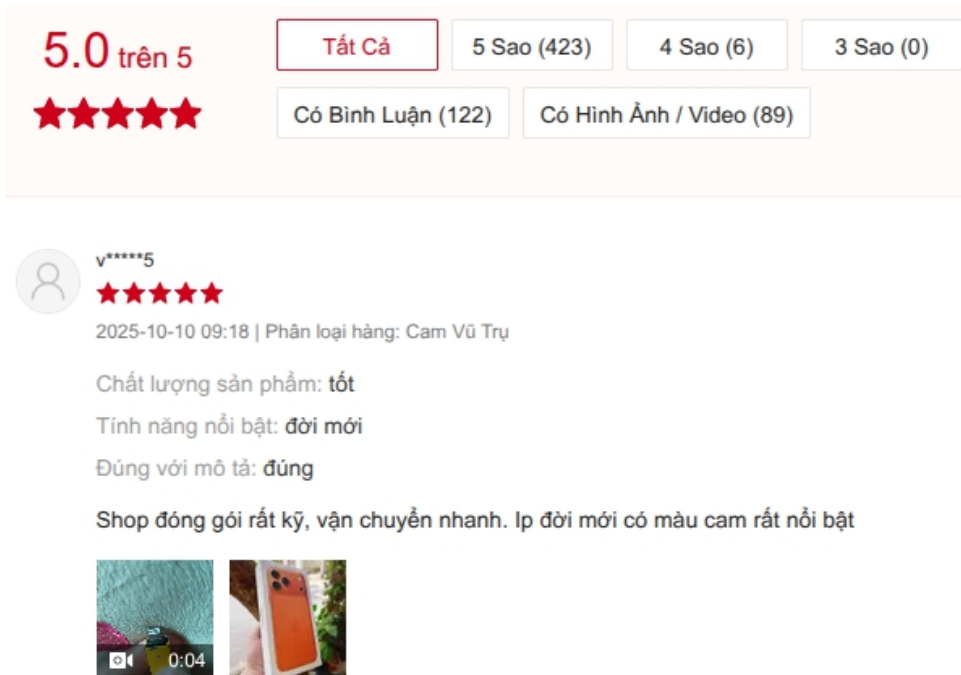 5.0 trên 5
Tất Cả
5 Sao (423)
4 Sao (6)
3 Sao (0)
Có Bình Luận (122)
Có Hình Ảnh / Video (89)
v*****5
2025-10-10 09:18 | Phân loại hàng: Cam Vũ Trụ
Chất lượng sản phẩm: tốt
Tính năng nổi bật: đời mới
Đúng với mô tả: đúng
Shop đóng gói rất kỹ, vận chuyển nhanh. Ip đời mới có màu cam rất nổi bật
0:04